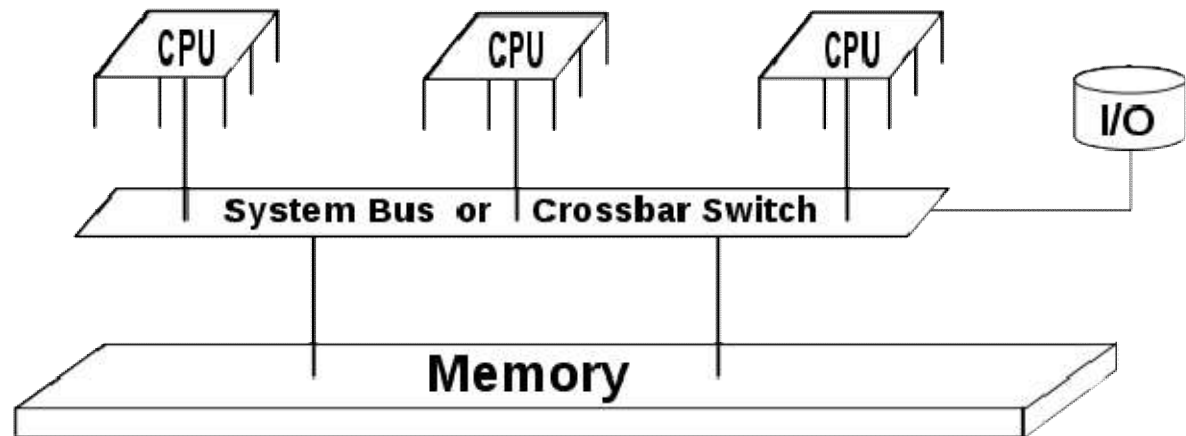 CPU
CPU
CPU
I/O
System Bus or Crossbar Switch
Memory